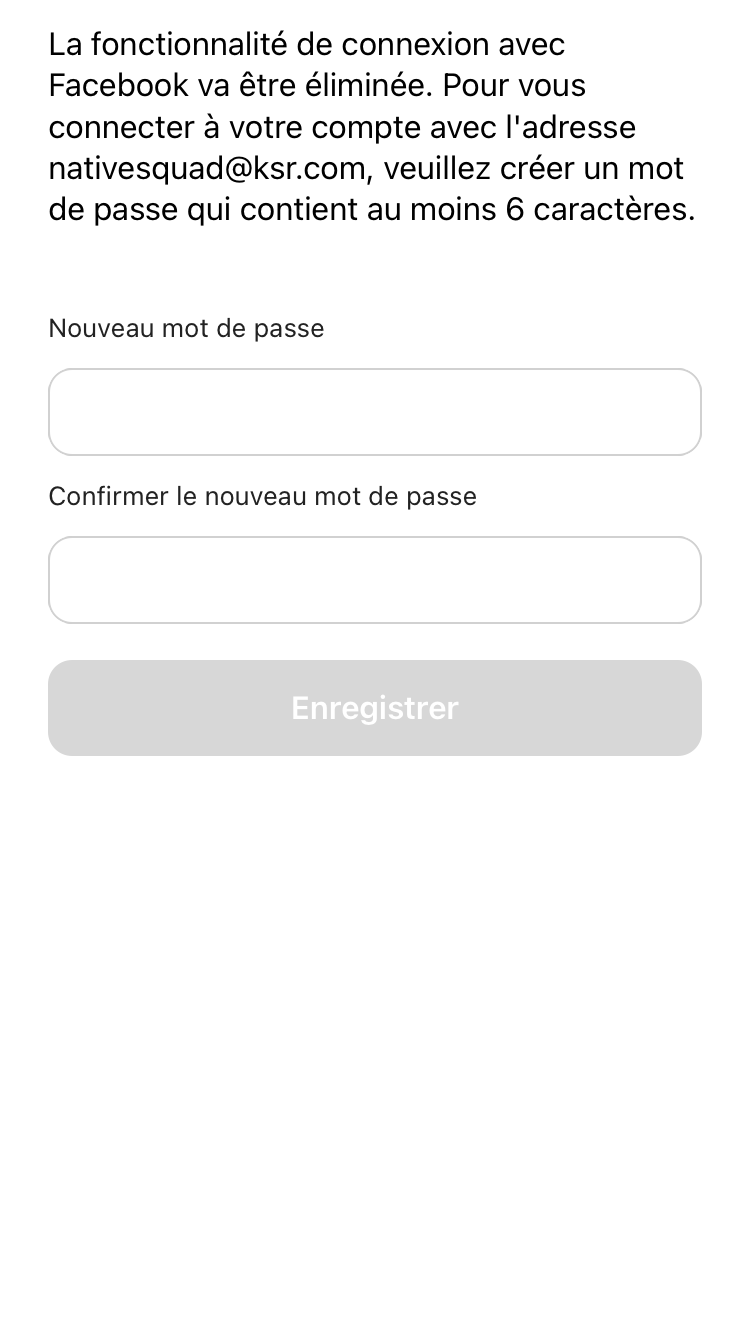 La fonctionnalité de connexion avec
Facebook va être éliminée. Pour vous
connecter à votre compte avec l'adresse
nativesquad@ksr.com, veuillez créer un mot
de passe qui contient au moins 6 caractères.
Nouveau mot de passe
Confirmer le nouveau mot de passe
Enregistrer